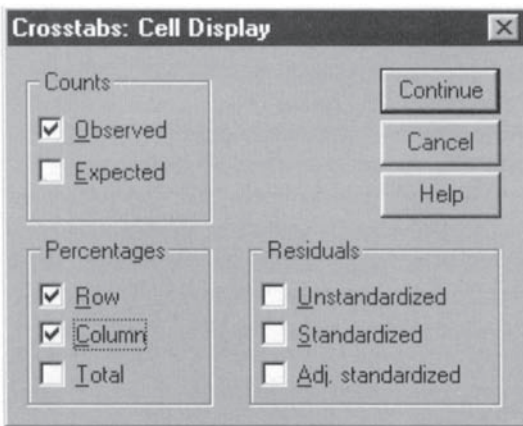 Crosstabs: Cell Display
Counts
Observed
Expected
Continue
Cancel
Help
Percentages
Row
Column
Total
Residuals
Unstandardized
Standardized
Adj. standardized